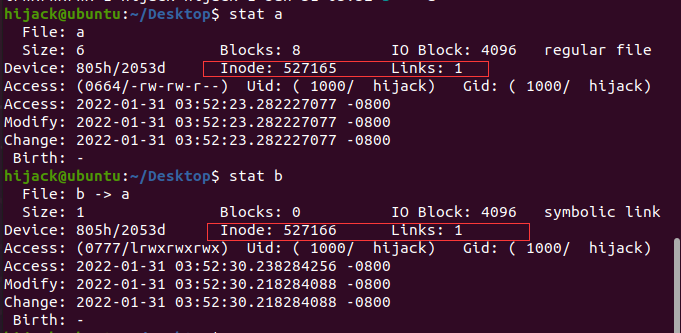 hijack@ubuntu:~/Desktop$ stat a
  File: a
  Size: 6               Blocks: 8          IO Block: 4096   regular file
Device: 805h/2053d      Inode: 527165      Links: 1
Access: (0664/-rw-rw-r--)  Uid: ( 1000/  hijack)   Gid: ( 1000/  hijack)
Access: 2022-01-31 03:52:23.282227077 -0800
Modify: 2022-01-31 03:52:23.282227077 -0800
Change: 2022-01-31 03:52:23.282227077 -0800
 Birth: -
hijack@ubuntu:~/Desktop$ stat b
  File: b -> a
  Size: 1               Blocks: 0          IO Block: 4096   symbolic link
Device: 805h/2053d      Inode: 527166      Links: 1
Access: (0777/lrwxrwxrwx)  Uid: ( 1000/  hijack)   Gid: ( 1000/  hijack)
Access: 2022-01-31 03:52:30.238284256 -0800
Modify: 2022-01-31 03:52:30.218284088 -0800
Change: 2022-01-31 03:52:30.218284088 -0800
 Birth: -